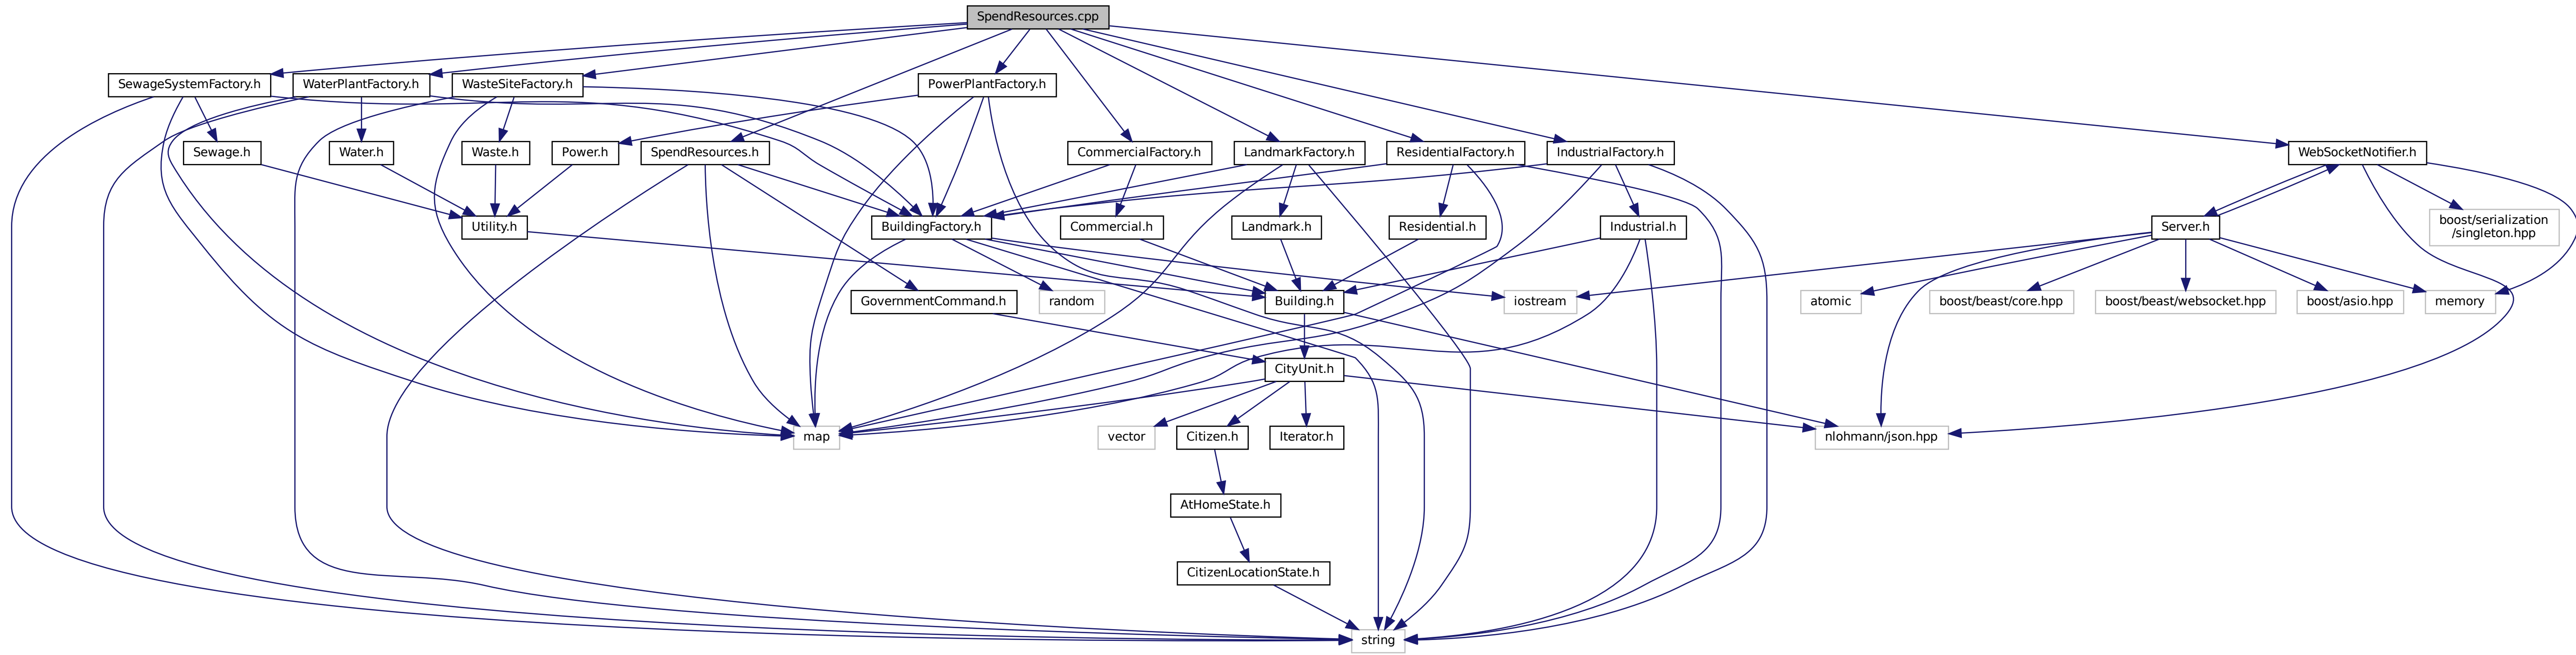 SpendResources.cpp
SewageSystemFactory.h
WaterPlantFactory.h
WasteSiteFactory.h
PowerPlantFactory.h
Sewage.h
Water.h
Waste.h
Power.h
SpendResources.h
CommercialFactory.h
LandmarkFactory.h
ResidentialFactory.h
IndustrialFactory.h
WebSocketNotifier.h
Utility.h
BuildingFactory.h
Commercial.h
Landmark.h
Residential.h
Industrial.h
Server.h
boost/serialization
/singleton.hpp
GovernmentCommand.h
random
Building.h
iostream
atomic
boost/beast/core.hpp
boost/beast/websocket.hpp
boost/asio.hpp
memory
CityUnit.h
map
vector
Citizen.h
Iterator.h
nlohmann/json.hpp
AtHomeState.h
CitizenLocationState.h
string